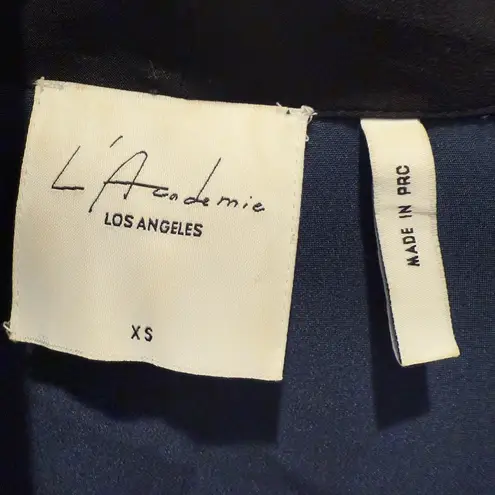 L'Academie
LOS ANGELES
XS
MADE IN PRC